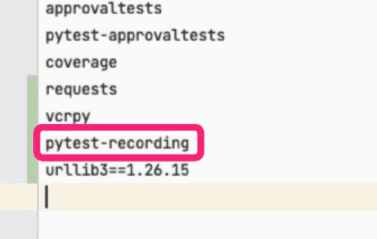 approvaltests
pytest-approvaltests
coverage
requests
vcrpy
pytest-recording
urllib3==1.26.15